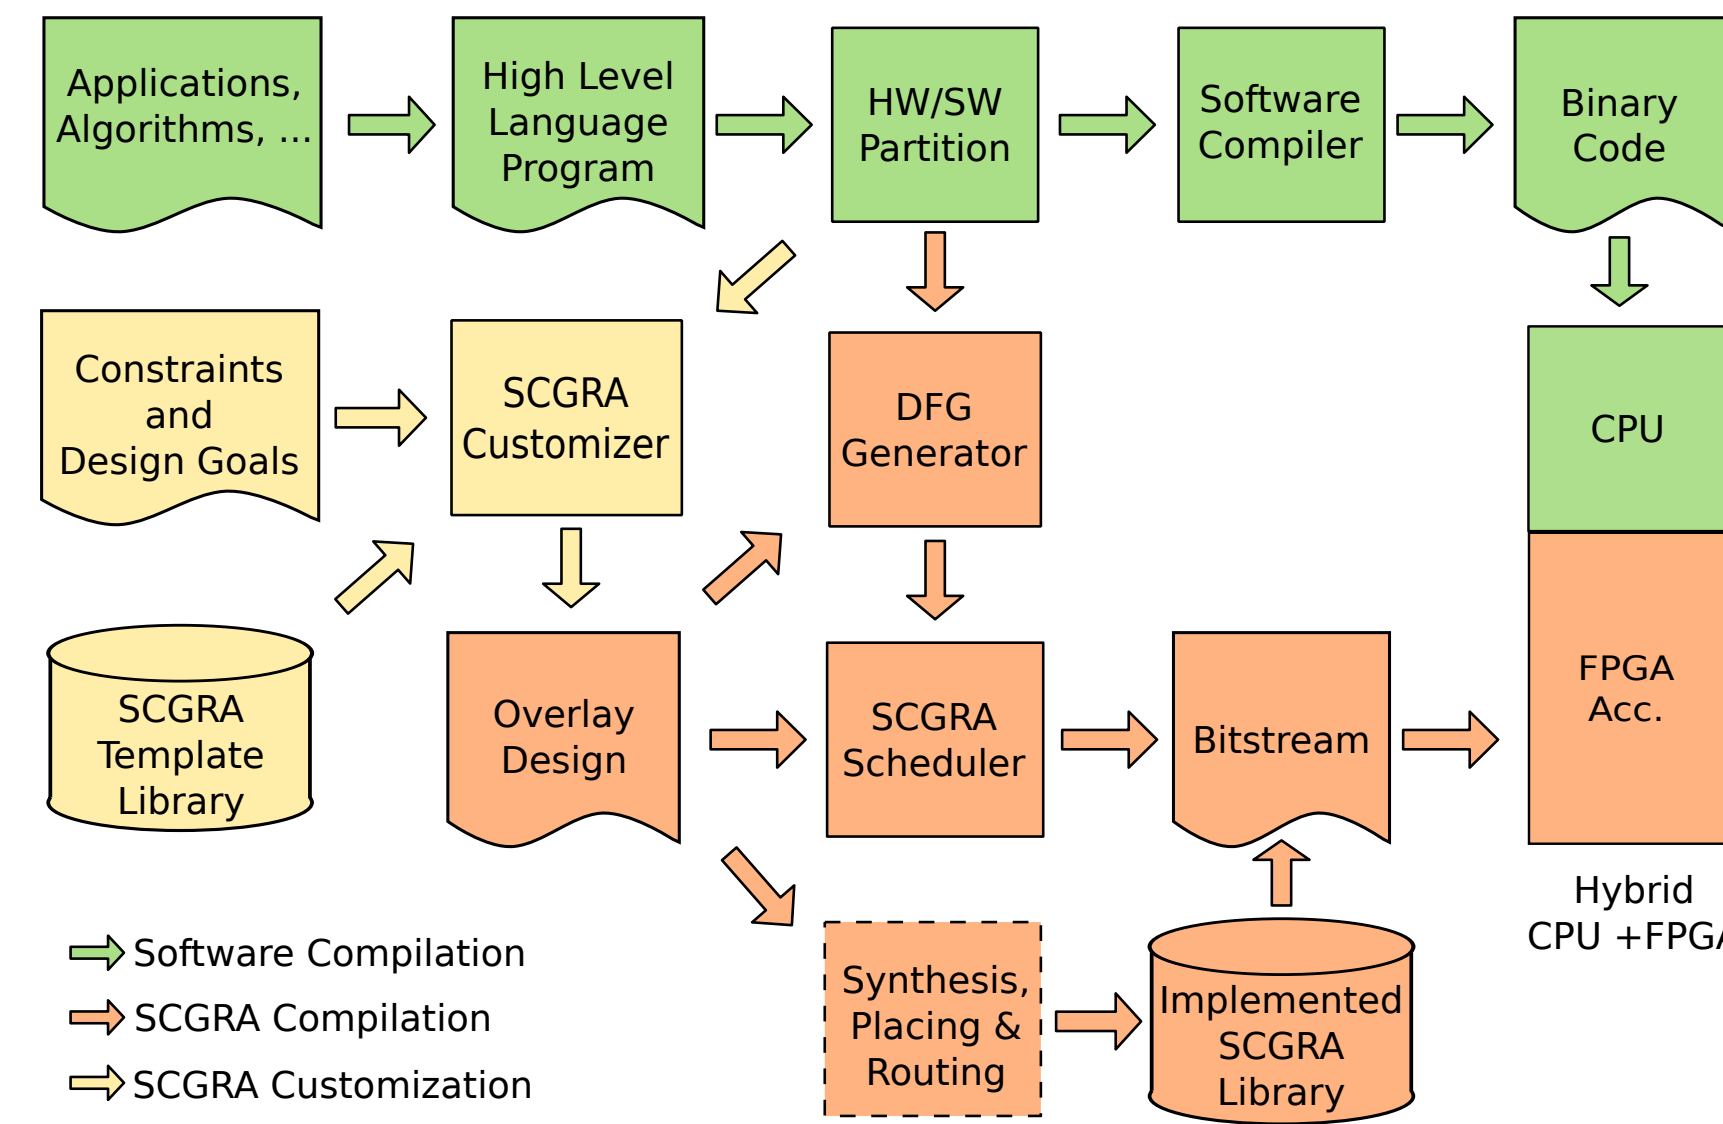 Applications,
Algorithms, ...
High Level
Language
Program
HW/SW
Partition
Software
Compiler
Binary
Code
Constraints
and
Design Goals
SCGRA
Customizer
DFG
Generator
CPU
SCGRA
Template
Library
Overlay
Design
SCGRA
Scheduler
Bitstream
FPGA
Acc.
Hybrid
CPU +FPGA
Software Compilation
SCGRA Compilation
SCGRA Customization
Synthesis,
Placing &
Routing
Implemented
SCGRA
Library